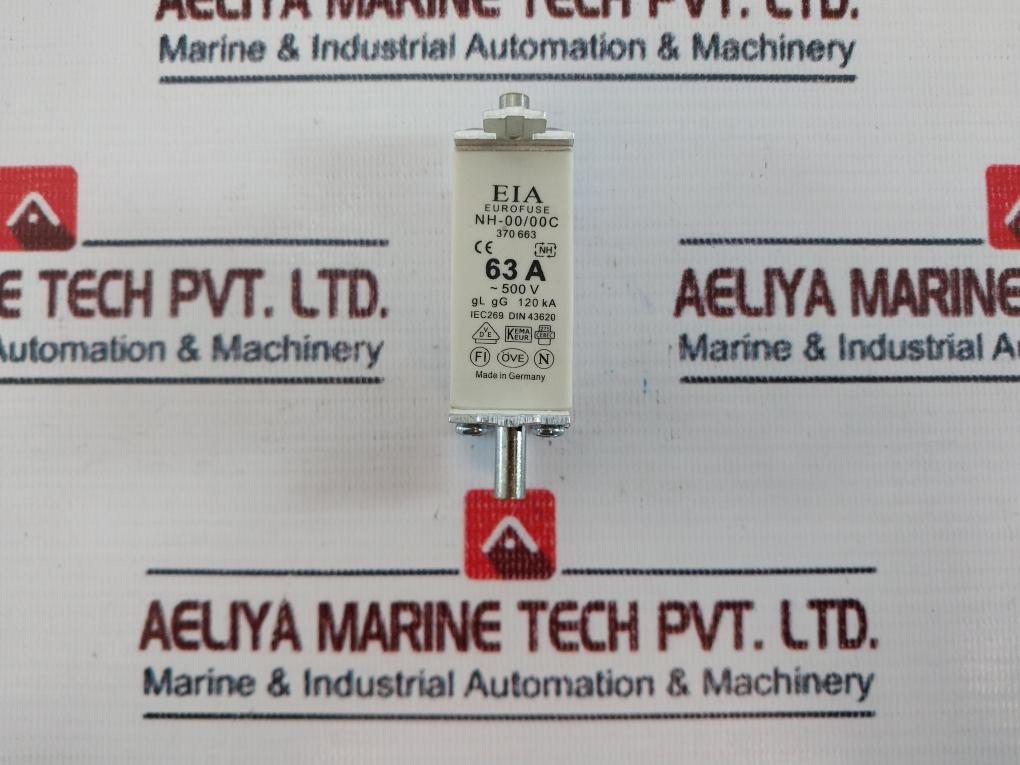 AELIYA MARINE TECH PVT. LTD.
Marine & Industrial Automation & Machinery
EIA
EUROFUSE
NH-00/00C
370 663
CE NH
63 A
~ 500 V
gL gG 120 kA
IEC269 DIN 43620
VDE KEMA KEUR CEBEC
FI ÖVE N
Made in Germany
E TECH PVT. LTD.
Automation & Machinery
AELIYA MARINE
Marine & Industrial A
AELIYA MARINE TECH PVT. LTD.
Marine & Industrial Automation & Machinery